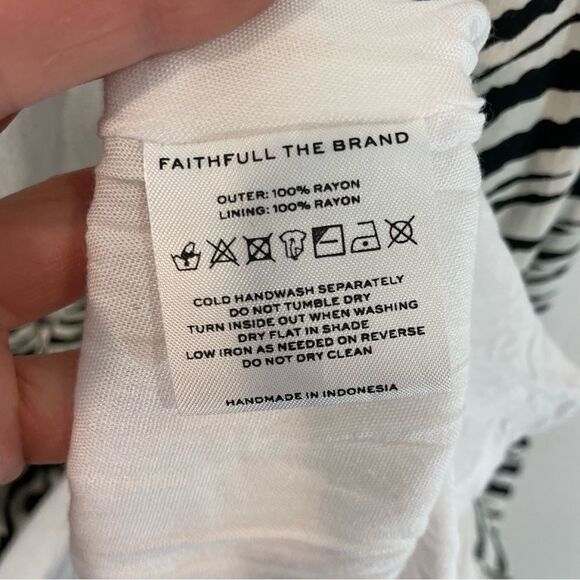 FAITHFULL THE BRAND
OUTER: 100% RAYON
LINING: 100% RAYON
COLD HANDWASH SEPARATELY
DO NOT TUMBLE DRY
TURN INSIDE OUT WHEN WASHING
DRY FLAT IN SHADE
LOW IRON AS NEEDED ON REVERSE
DO NOT DRY CLEAN
HANDMADE IN INDONESIA